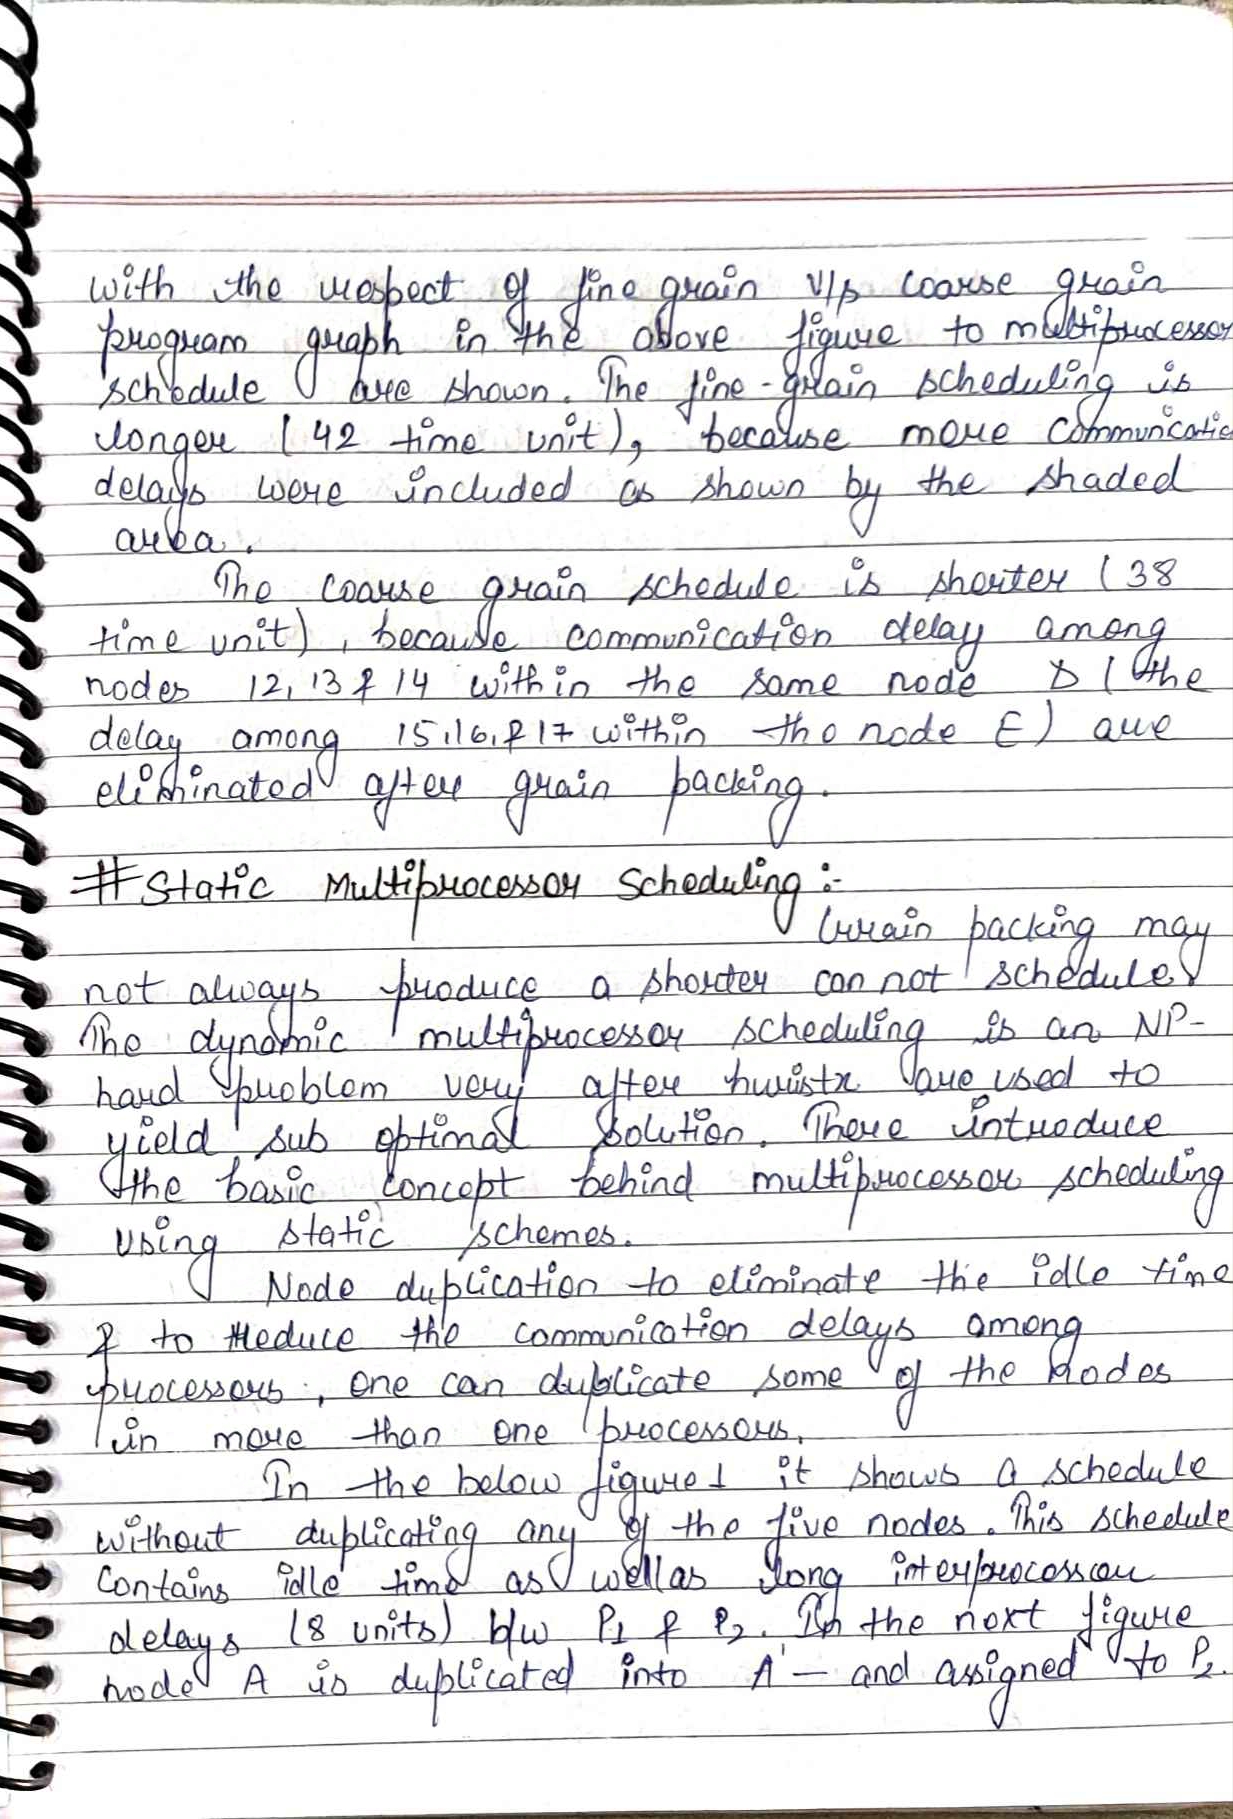 with the respect of fine grain v/s coarse grain
program graph in the above figure to multiprocessor
schedule are shown. The fine-grain scheduling is
longer (42 time unit), because more communicatio
delays were included as shown by the shaded
area.
The coarse grain schedule is shorter (38
time unit), because communication delay among
nodes 12, 13 & 14 within the same node D (the
delay among 15,16,&17 within the node E) are
eliminated after grain packing.
# Static Multiprocessor Scheduling :-
Grain packing may
not always produce a shorter can not schedule.
The dynamic multiprocessor scheduling is an NP-
hard problem very after are used to
yield sub optimal solution. There introduce
the basic concept behind multiprocessor scheduling
using static schemes.
Node duplication to eliminate the idle time
& to reduce the communication delays among
processors, one can duplicate some of the nodes
in more than one processors.
In the below figure 1 it shows a schedule
without duplicating any of the five nodes. This schedule
contains idle time as well as long interprocessor
delays (8 units) b/w P1 & P2. In the next figure
node A is duplicated into A' - and assigned to P2.